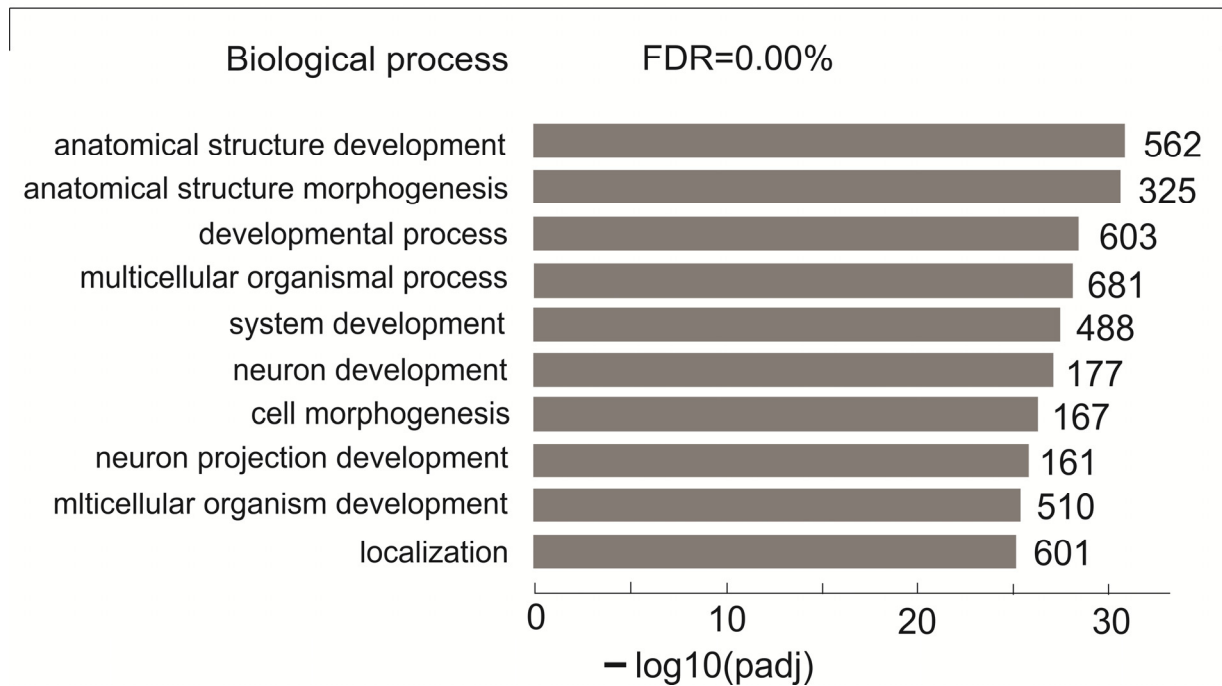 Biological process FDR=0.00%
anatomical structure development 562
anatomical structure morphogenesis 325
developmental process 603
multicellular organismal process 681
system development 488
neuron development 177
cell morphogenesis 167
neuron projection development 161
mlticellular organism development 510
localization 601
0 10 20 30
– log10(padj)